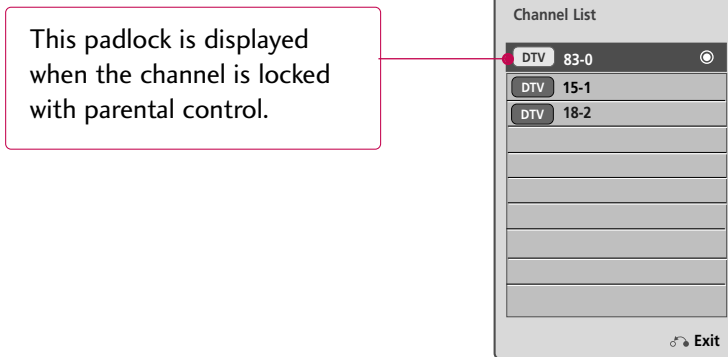 This padlock is displayed
when the channel is locked
with parental control.
Channel List
DTV 83-0
DTV 15-1
DTV 18-2
Exit